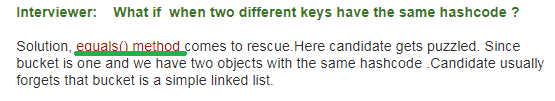 Interviewer:    What if  when two different keys have the same hashcode ?
Solution, equals() method comes to rescue.Here candidate gets puzzled. Since
bucket is one and we have two objects with the same hashcode .Candidate usually
forgets that bucket is a simple linked list.